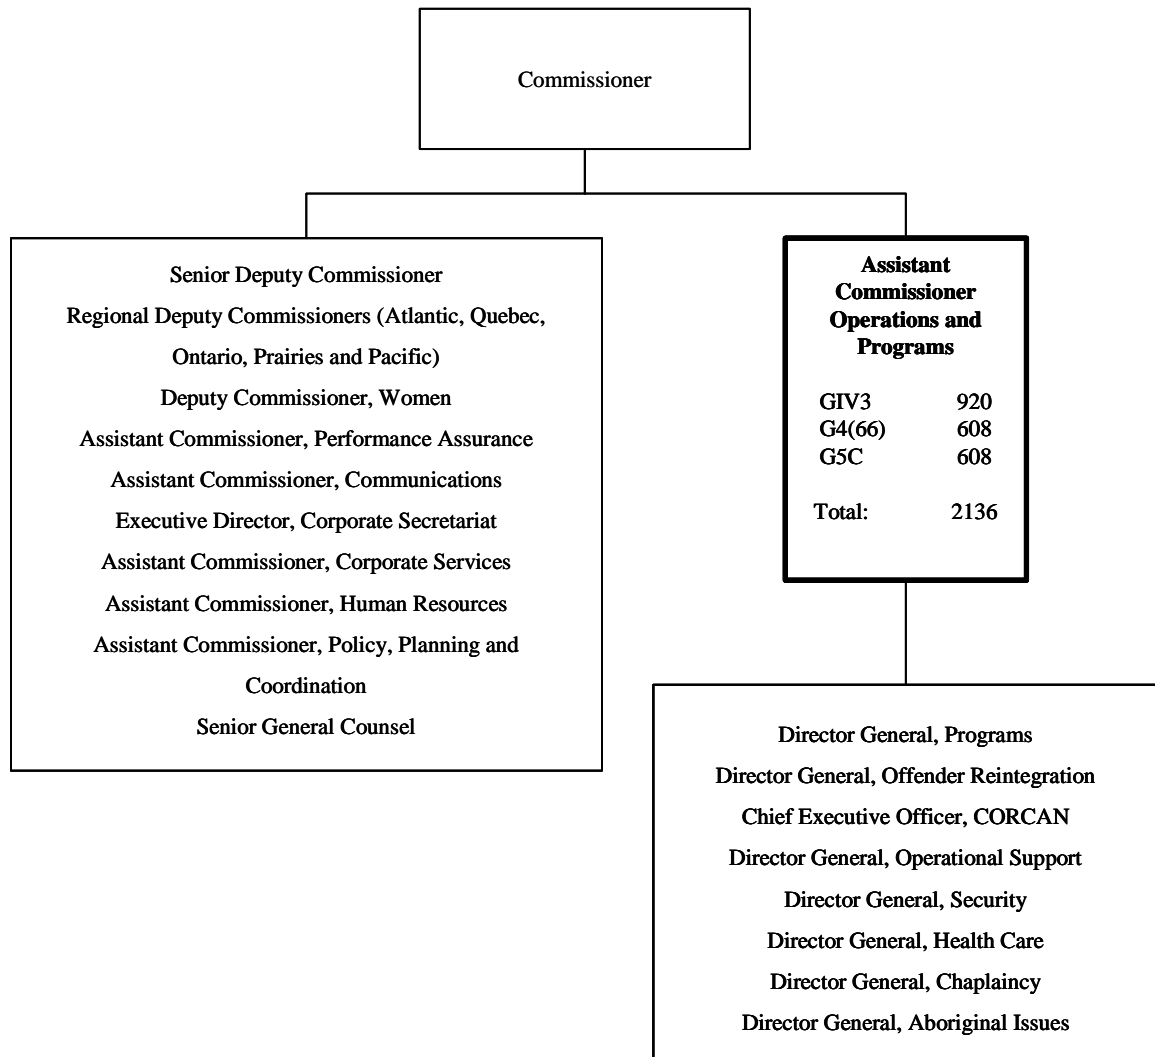 Commissioner
Senior Deputy Commissioner
Regional Deputy Commissioners (Atlantic, Quebec,
Ontario, Prairies and Pacific)
Deputy Commissioner, Women
Assistant Commissioner, Performance Assurance
Assistant Commissioner, Communications
Executive Director, Corporate Secretariat
Assistant Commissioner, Corporate Services
Assistant Commissioner, Human Resources
Assistant Commissioner, Policy, Planning and
Coordination
Senior General Counsel
Assistant
Commissioner
Operations and
Programs
GIV3 920
G4(66) 608
G5C 608
Total: 2136
Director General, Programs
Director General, Offender Reintegration
Chief Executive Officer, CORCAN
Director General, Operational Support
Director General, Security
Director General, Health Care
Director General, Chaplaincy
Director General, Aboriginal Issues